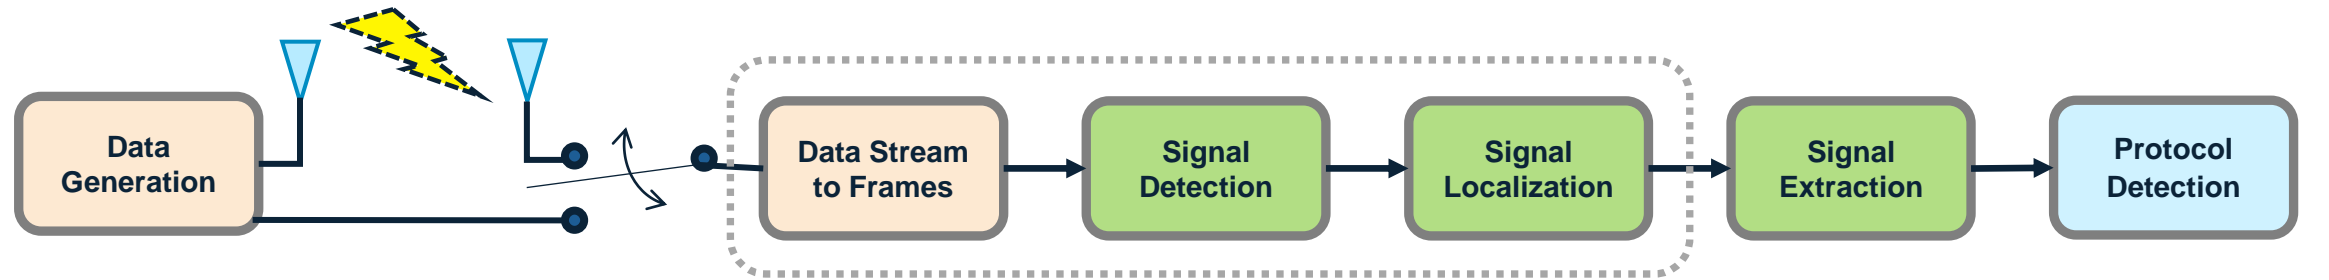 Data
Generation
Data Stream
to Frames
Signal
Detection
Signal
Localization
Signal
Extraction
Protocol
Detection